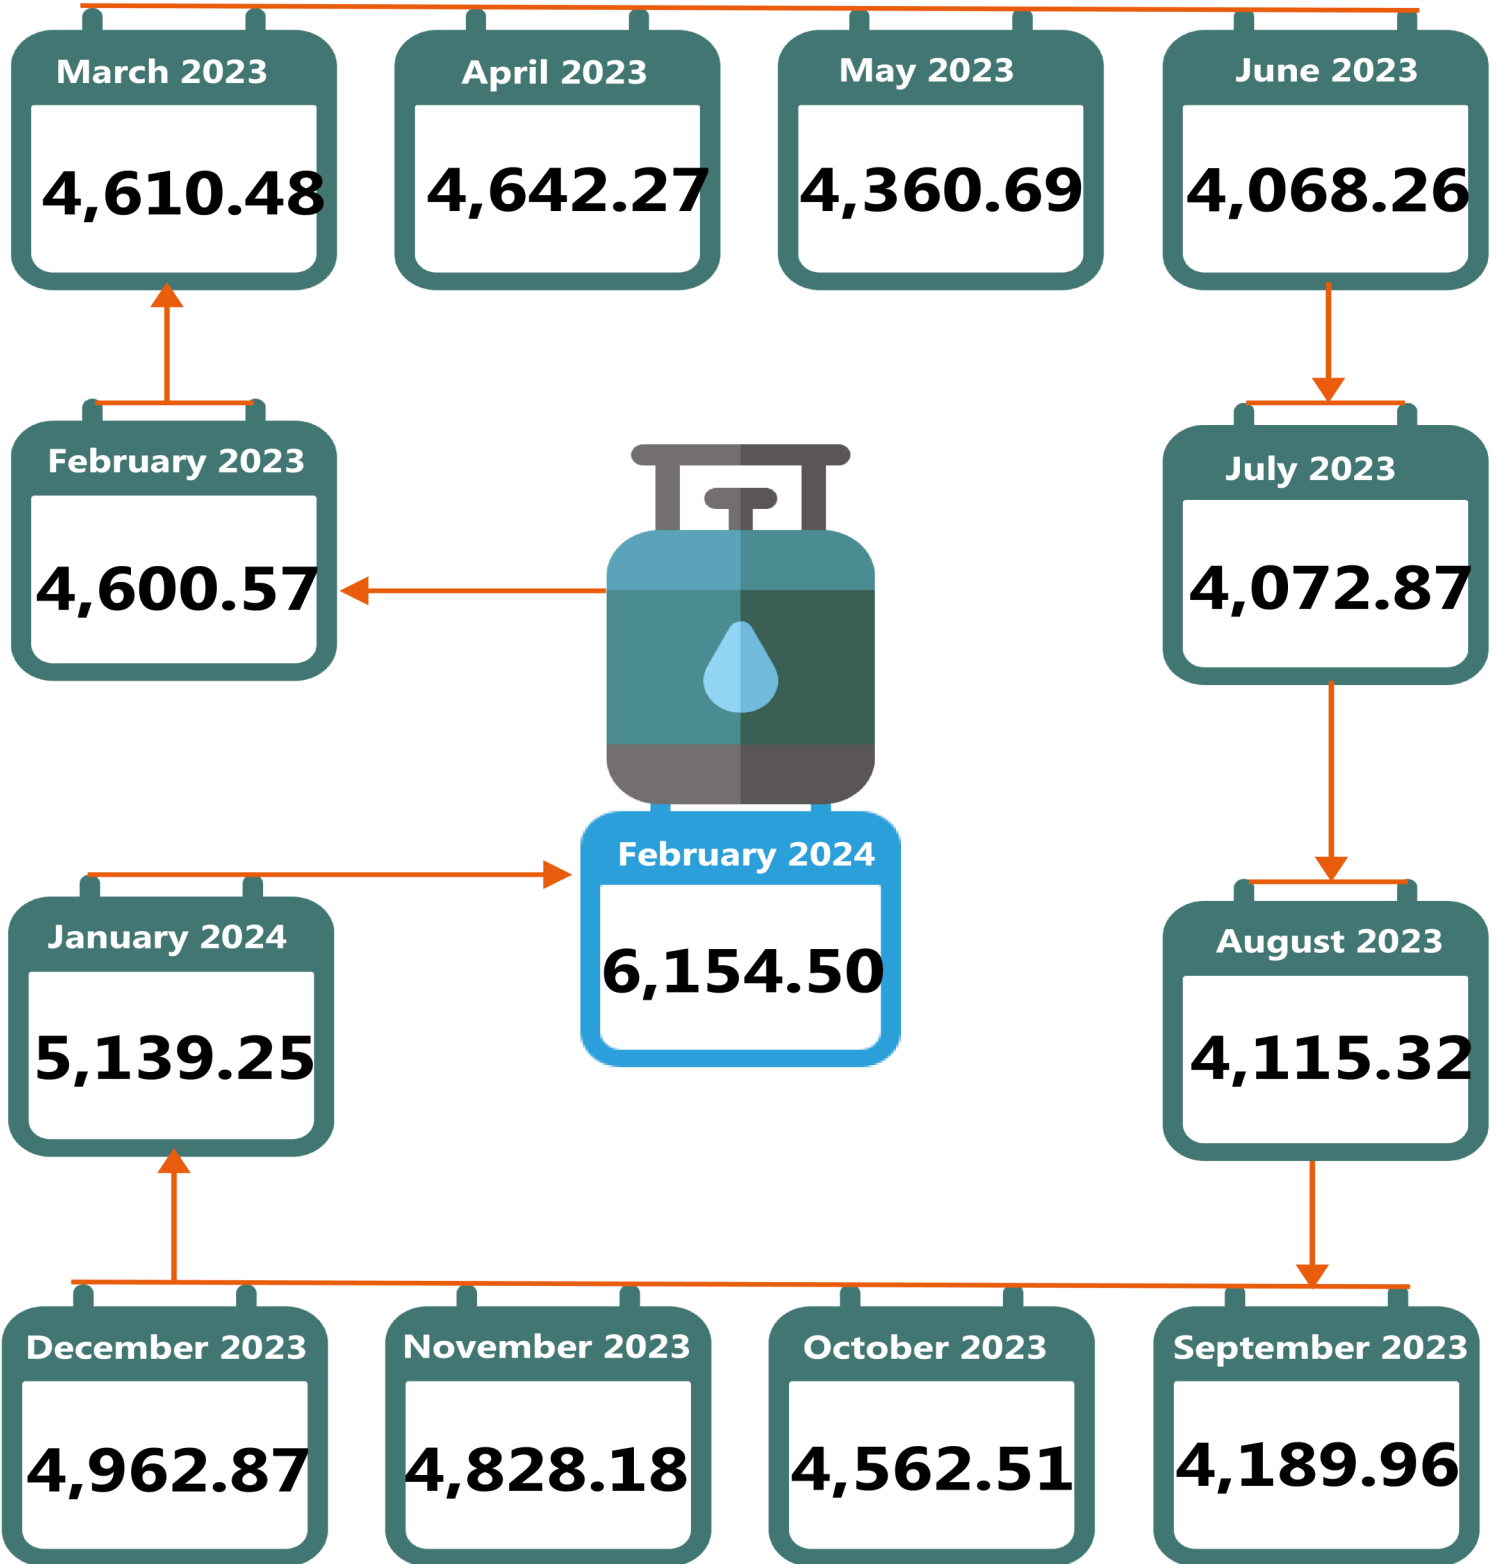 March 2023
4,610.48
April 2023
4,642.27
May 2023
4,360.69
June 2023
4,068.26
February 2023
4,600.57
July 2023
4,072.87
February 2024
6,154.50
January 2024
5,139.25
August 2023
4,115.32
December 2023
4,962.87
November 2023
4,828.18
October 2023
4,562.51
September 2023
4,189.96